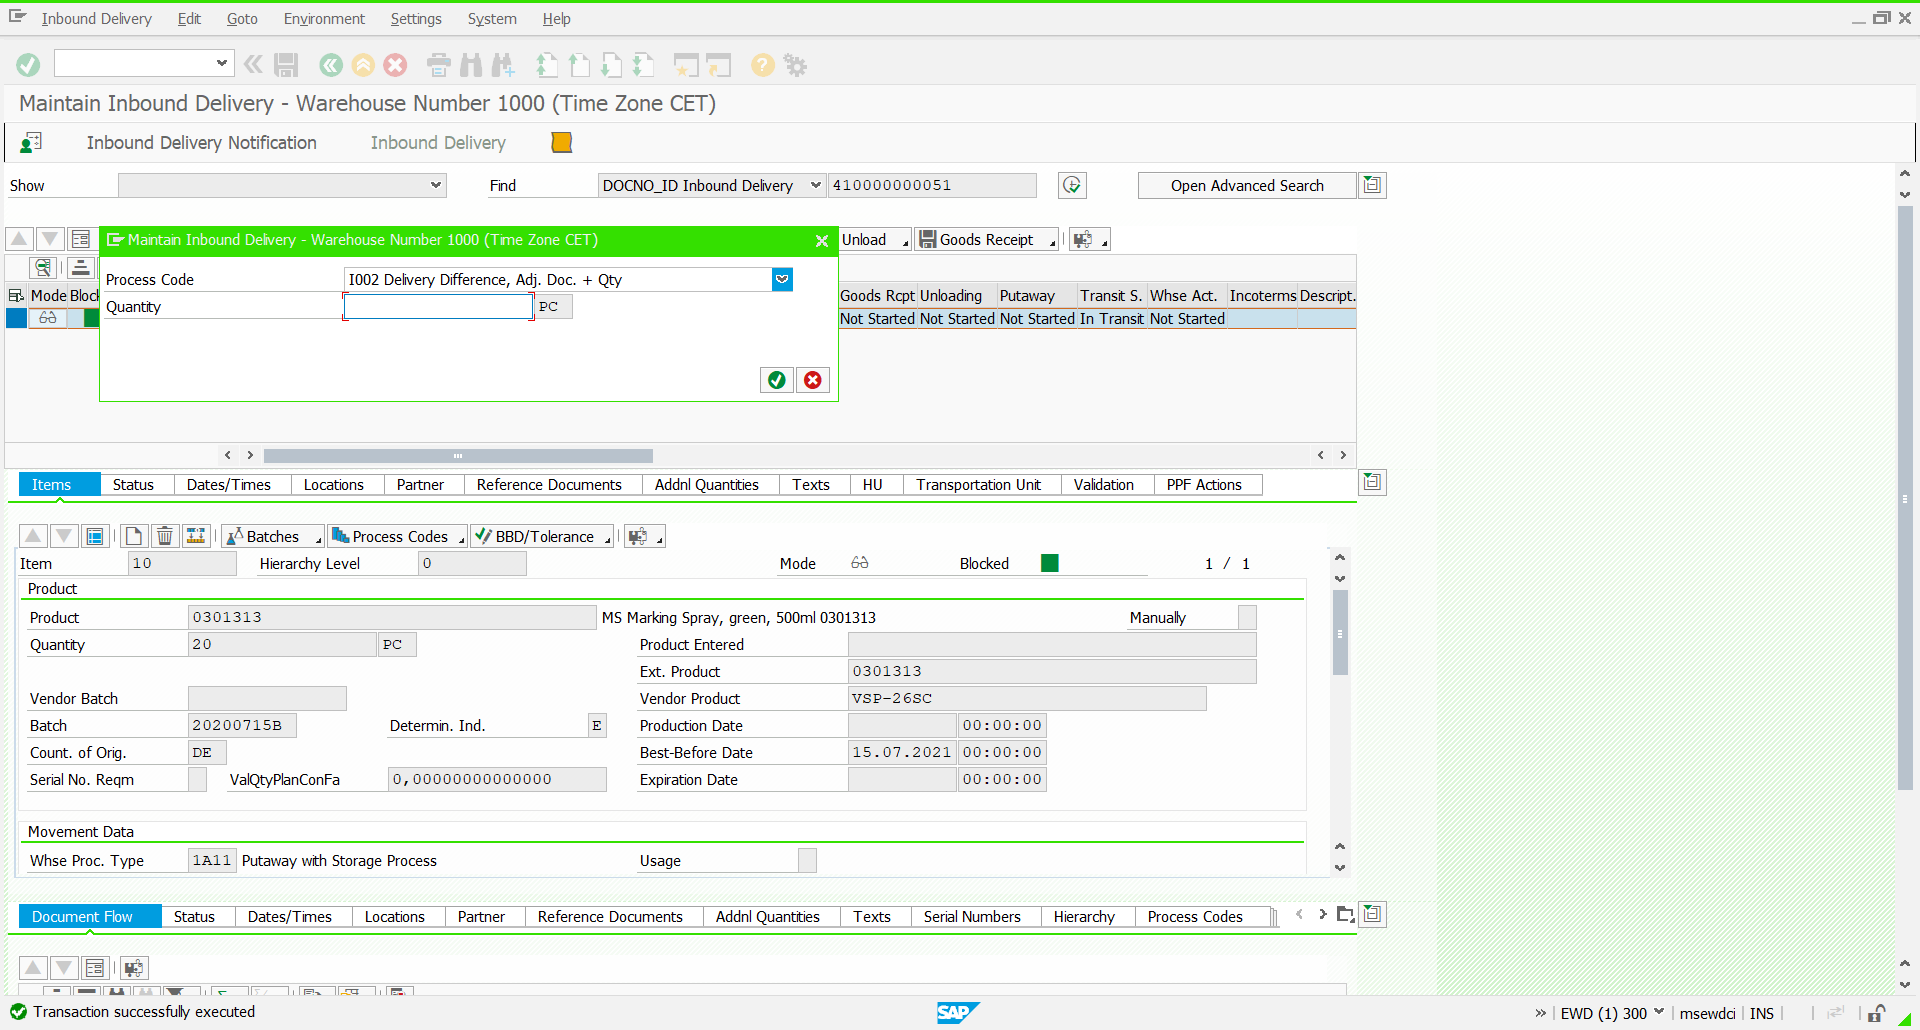 Inbound Delivery Edit Goto Environment Settings System Help
Maintain Inbound Delivery - Warehouse Number 1000 (Time Zone CET)
Inbound Delivery Notification Inbound Delivery
Show Find DOCNO_ID Inbound Delivery 410000000051 Open Advanced Search
Maintain Inbound Delivery - Warehouse Number 1000 (Time Zone CET) Unload Goods Receipt
Process Code I002 Delivery Difference, Adj. Doc. + Qty
Mode Block Goods Rcpt Unloading Putaway Transit S. Whse Act. Incoterms Descript.
Quantity PC
Not Started Not Started Not Started In Transit Not Started
Items Status Dates/Times Locations Partner Reference Documents Addnl Quantities Texts HU Transportation Unit Validation PPF Actions
Batches Process Codes BBD/Tolerance
Item 10 Hierarchy Level 0 Mode Blocked 1 / 1
Product
Product 0301313 MS Marking Spray, green, 500ml 0301313 Manually
Quantity 20 PC Product Entered
Ext. Product 0301313
Vendor Batch Vendor Product VSP-26SC
Batch 20200715B Determin. Ind. E Production Date 00:00:00
Count. of Orig. DE Best-Before Date 15.07.2021 00:00:00
Serial No. Reqm ValQtyPlanConFa 0,00000000000000 Expiration Date 00:00:00
Movement Data
Whse Proc. Type 1A11 Putaway with Storage Process Usage
Document Flow Status Dates/Times Locations Partner Reference Documents Addnl Quantities Texts Serial Numbers Hierarchy Process Codes
Transaction successfully executed SAP EWD (1) 300 msewdci INS